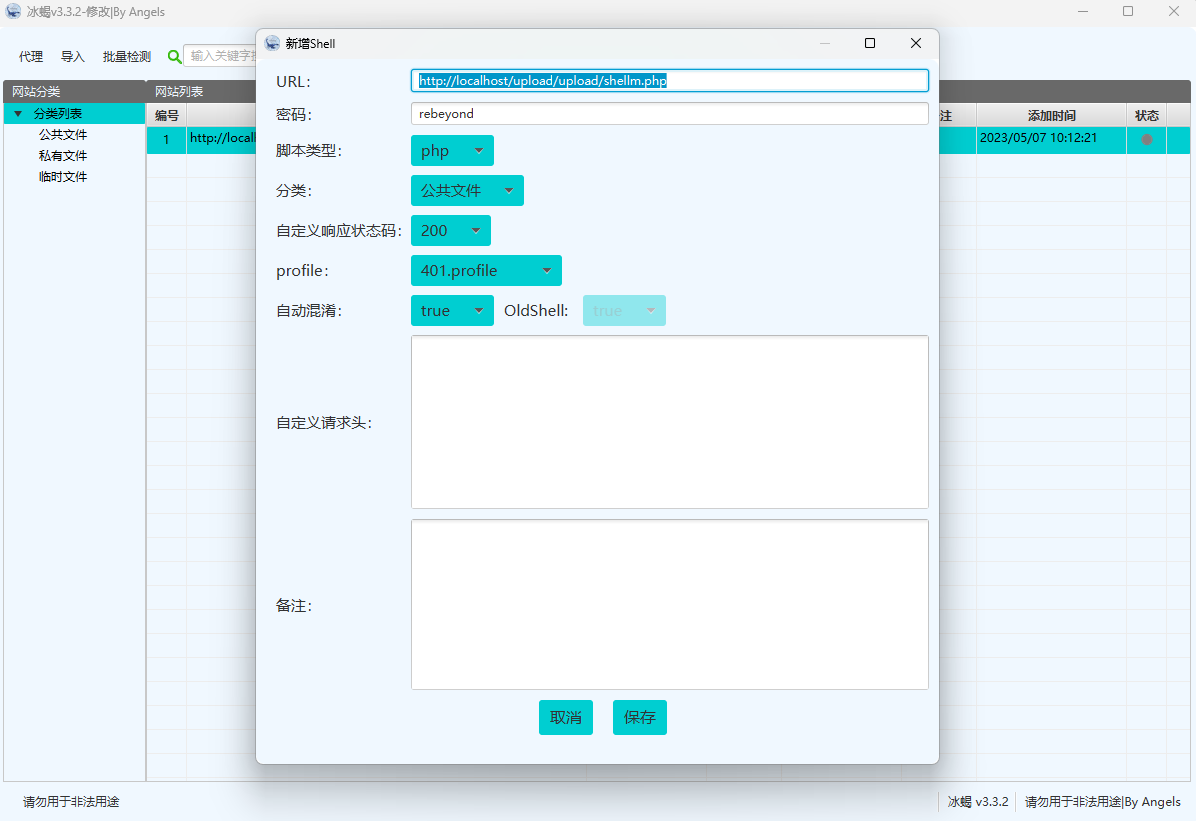 冰蝎v3.3.2-修改|By Angels
代理 导入 批量检测 输入关键字
新增Shell
网站分类
网站列表
分类列表
公共文件
私有文件
临时文件
编号 注 添加时间 状态
1 http://local 2023/05/07 10:12:21
URL: http://localhost/upload/upload/shellm.php
密码: rebeyond
脚本类型: php
分类: 公共文件
自定义响应状态码: 200
profile: 401.profile
自动混淆: true OldShell: true
自定义请求头:
备注:
取消 保存
请勿用于非法用途
冰蝎 v3.3.2 请勿用于非法用途|By Angels